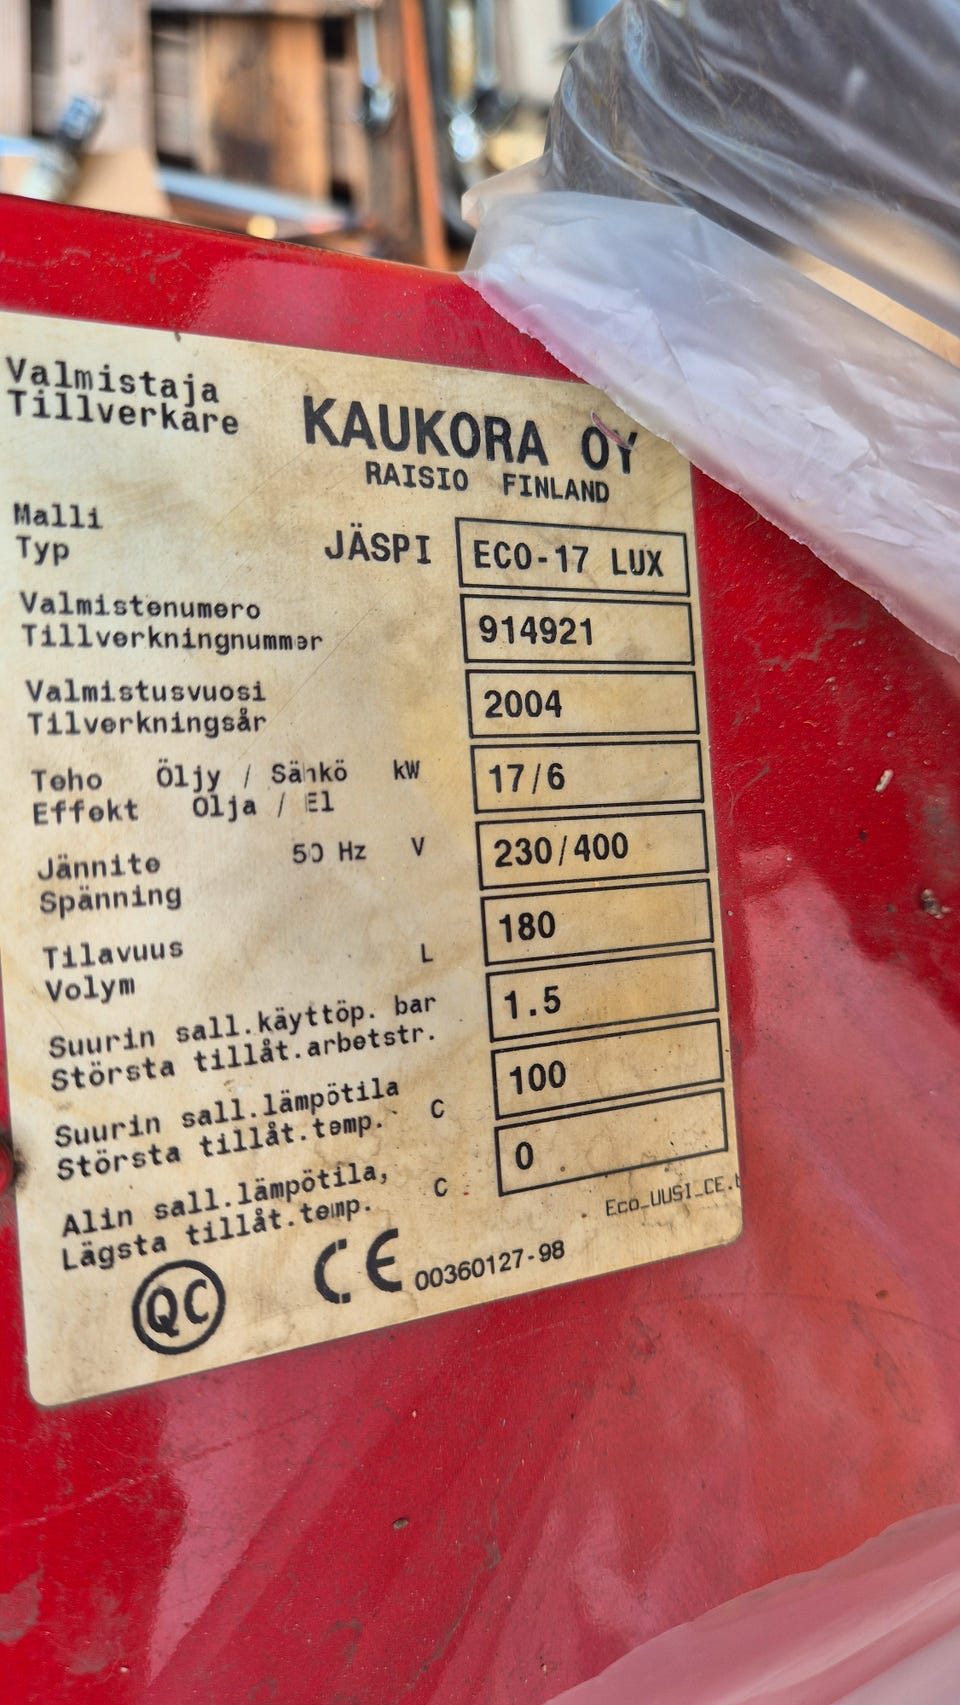 Valmistaja
Tillverkare
KAUKORA OY
RAISIO FINLAND
Malli
Typ
JÄSPI
ECO-17 LUX
Valmistenumero
Tillverkningnummer
914921
Valmistusvuosi
Tilverkningsår
2004
Teho Öljy / Sähkö kW
Effekt Olja / El
17/6
Jännite 50 Hz V
Spänning
230/400
Tilavuus L
Volym
180
Suurin sall.käyttöp. bar
Största tillåt.arbetstr.
1.5
Suurin sall.lämpötila
Största tillåt.temp. C
100
Alin sall.lämpötila, C
Lägsta tillåt.temp.
0
Eco_UUSI_CE.t
QC
CE 00360127-98